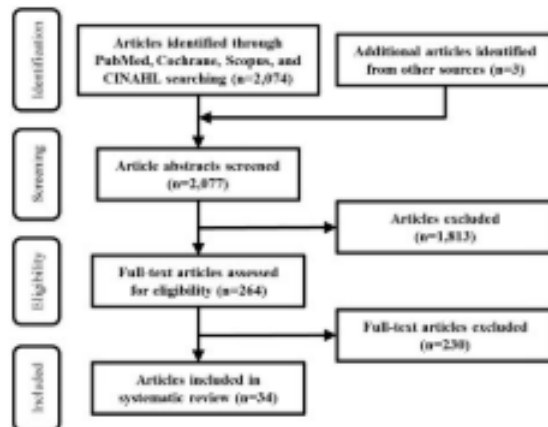 Identification
Articles identified through
PubMed, Cochrane, Scopus, and
CINAHL searching (n=2,074)
Additional articles identified
from other sources (n=3)
Screening
Article abstracts screened
(n=2,077)
Articles excluded
(n=1,813)
Eligibility
Full-text articles assessed
for eligibility (n=264)
Full-text articles excluded
(n=230)
Included
Articles included in
systematic review (n=34)